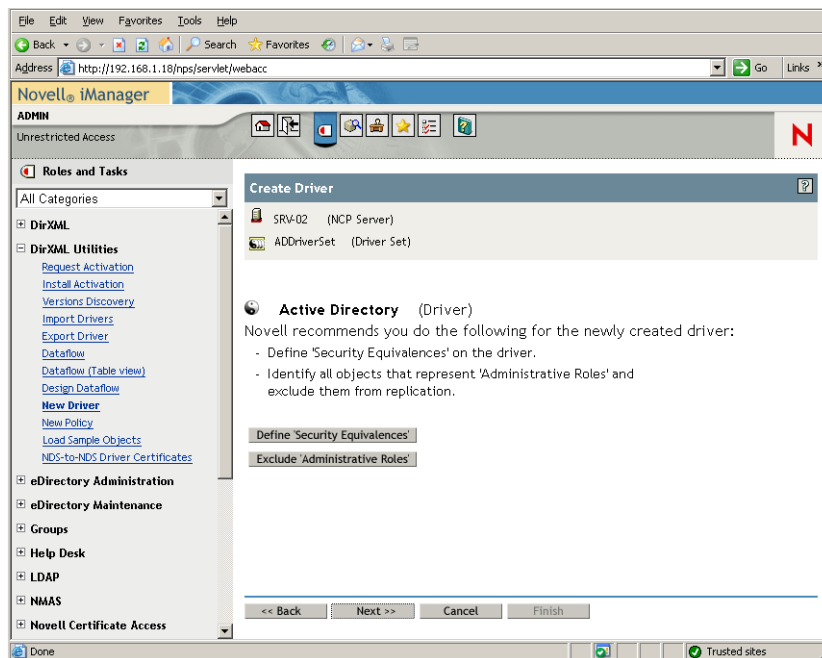 File Edit View Favorites Tools Help
Back Search Favorites
Address http://192.168.1.18/nps/servlet/webacc Go Links »
Novell® iManager
ADMIN
Unrestricted Access
N
Roles and Tasks
All Categories
DirXML
DirXML Utilities
Request Activation
Install Activation
Versions Discovery
Import Drivers
Export Driver
Dataflow
Dataflow (Table view)
Design Dataflow
New Driver
New Policy
Load Sample Objects
NDS-to-NDS Driver Certificates
eDirectory Administration
eDirectory Maintenance
Groups
Help Desk
LDAP
NMAS
Novell Certificate Access
Create Driver ?
SRV-02 (NCP Server)
ADDriverSet (Driver Set)
Active Directory (Driver)
Novell recommends you do the following for the newly created driver:
- Define 'Security Equivalences' on the driver.
- Identify all objects that represent 'Administrative Roles' and
exclude them from replication.
Define 'Security Equivalences'
Exclude 'Administrative Roles'
<< Back Next >> Cancel Finish
Done Trusted sites